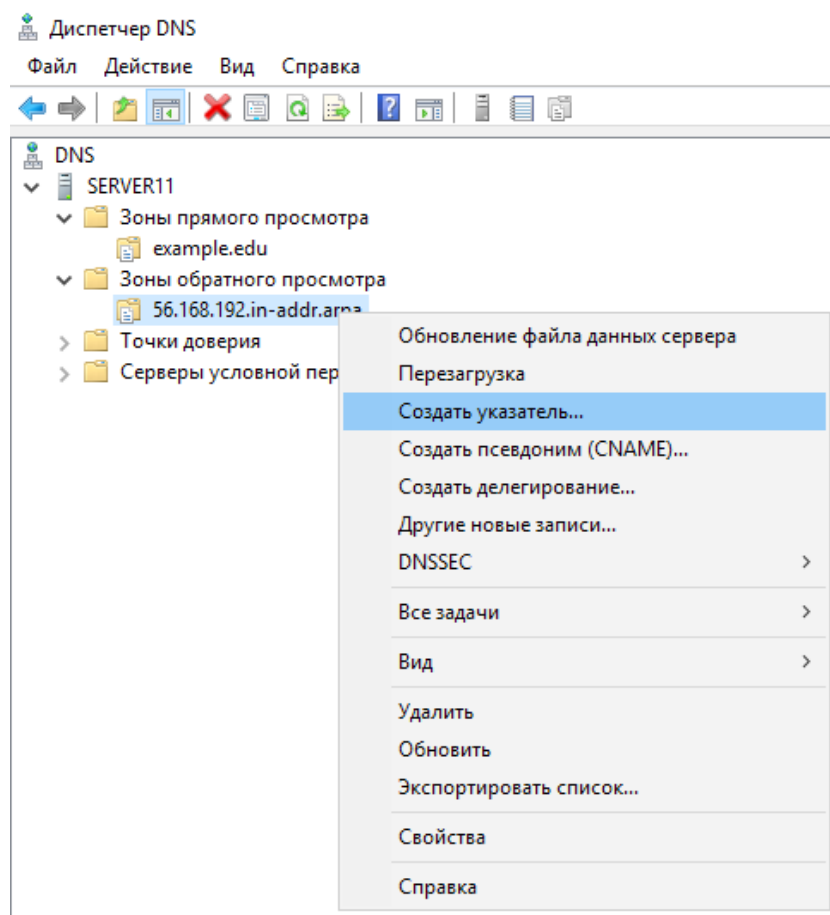 Диспетчер DNS
Файл Действие Вид Справка
DNS
SERVER11
Зоны прямого просмотра
example.edu
Зоны обратного просмотра
56.168.192.in-addr.arpa
Точки доверия
Серверы условной пер
Обновление файла данных сервера
Перезагрузка
Создать указатель...
Создать псевдоним (CNAME)...
Создать делегирование...
Другие новые записи...
DNSSEC
Все задачи
Вид
Удалить
Обновить
Экспортировать список...
Свойства
Справка